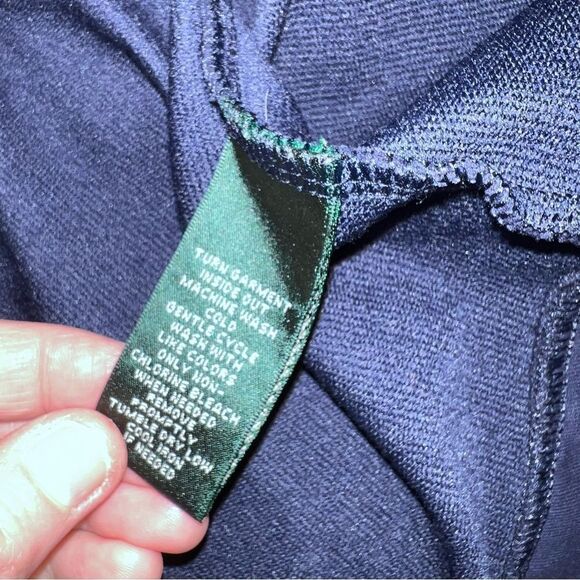 TURN GARMENT
INSIDE OUT
MACHINE WASH
COLD
GENTLE CYCLE
WASH WITH
LIKE COLORS
ONLY NON-
CHLORINE BLEACH
WHEN NEEDED
REMOVE
PROMPTLY
TUMBLE DRY LOW
COOL IRON
IF NEEDED